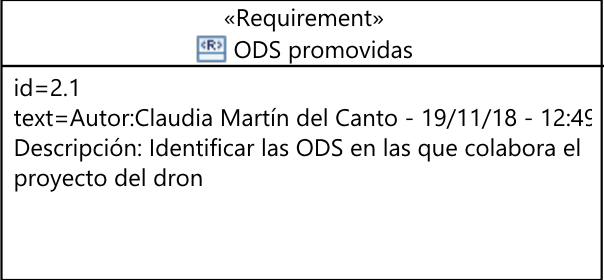 «Requirement»
«R» ODS promovidas
id=2.1
text=Autor:Claudia Martín del Canto - 19/11/18 - 12:49
Descripción: Identificar las ODS en las que colabora el
proyecto del dron